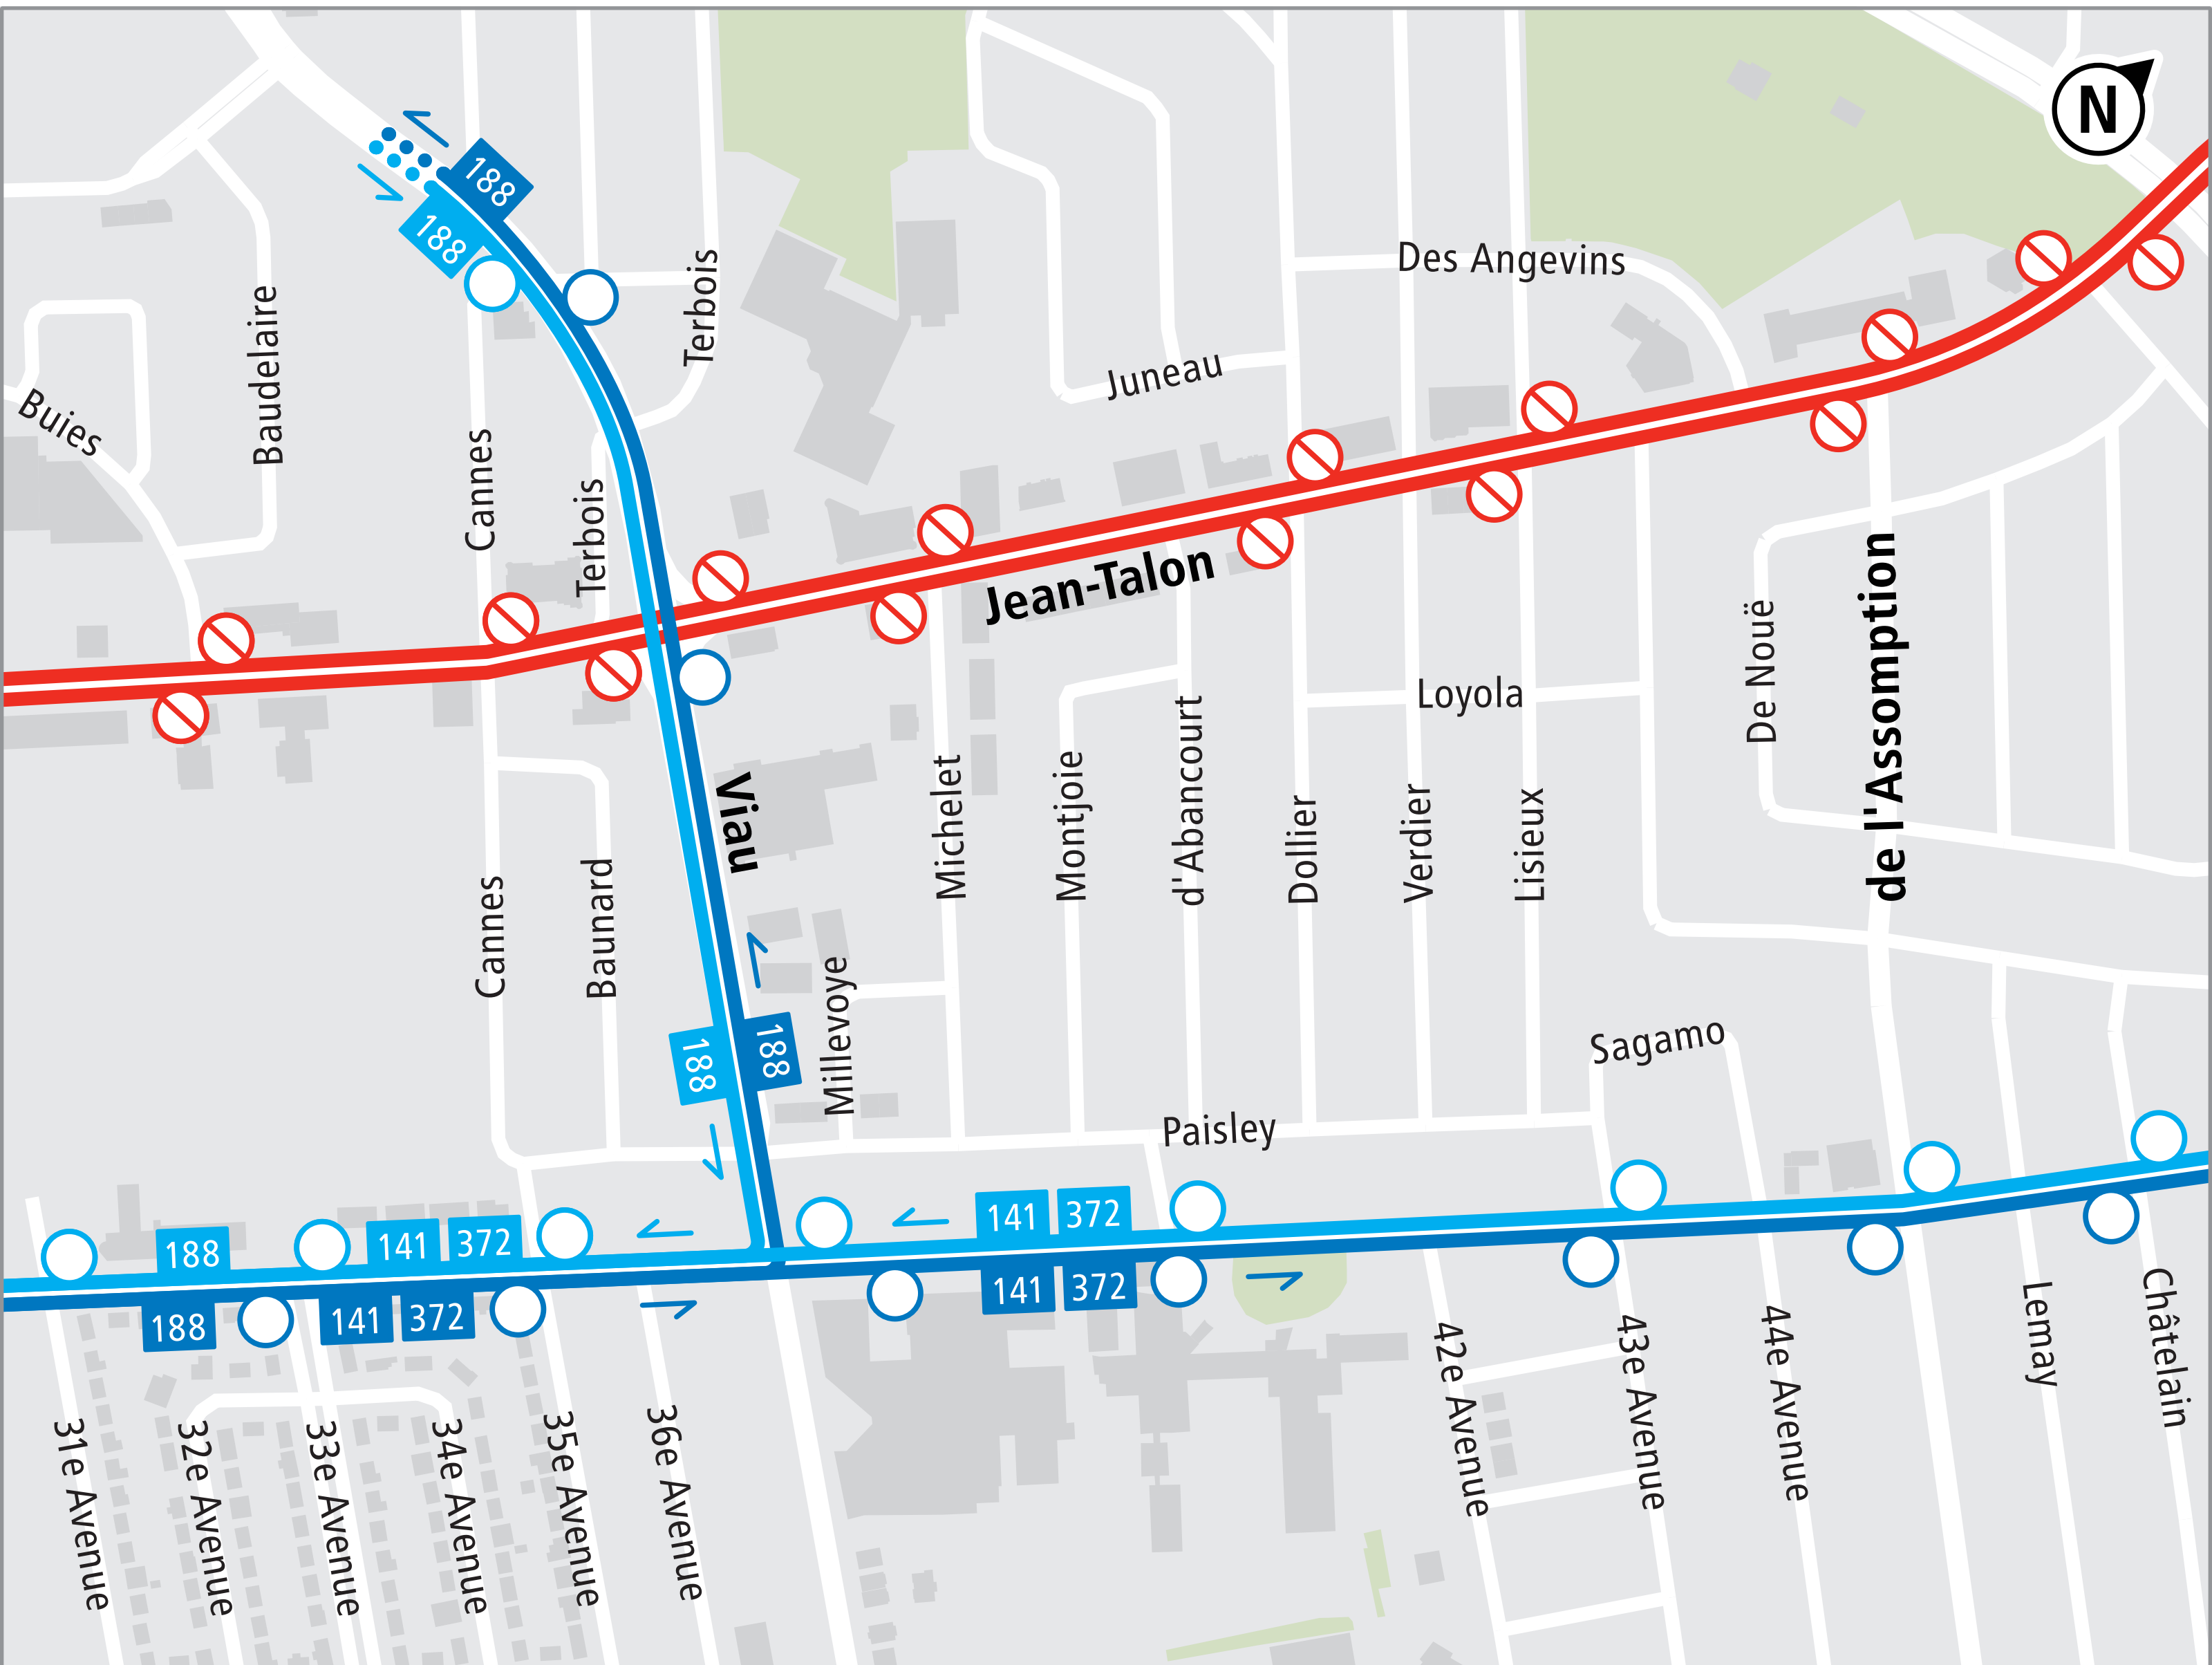 N
188
188
Terbois
Des Angevins
Baudelaire
Juneau
Buies
Cannes
Terbois
Jean-Talon
de l'Assomption
De Nouë
Loyola
Viau
Michelet
Montjoie
d'Abancourt
Dollier
Verdier
Lisieux
Cannes
Baunard
Millevoye
188
188
Sagamo
Paisley
188
141 372
141 372
188
141 372
141 372
Lemay
Châtelain
31e Avenue
32e Avenue
33e Avenue
34e Avenue
35e Avenue
36e Avenue
42e Avenue
43e Avenue
44e Avenue